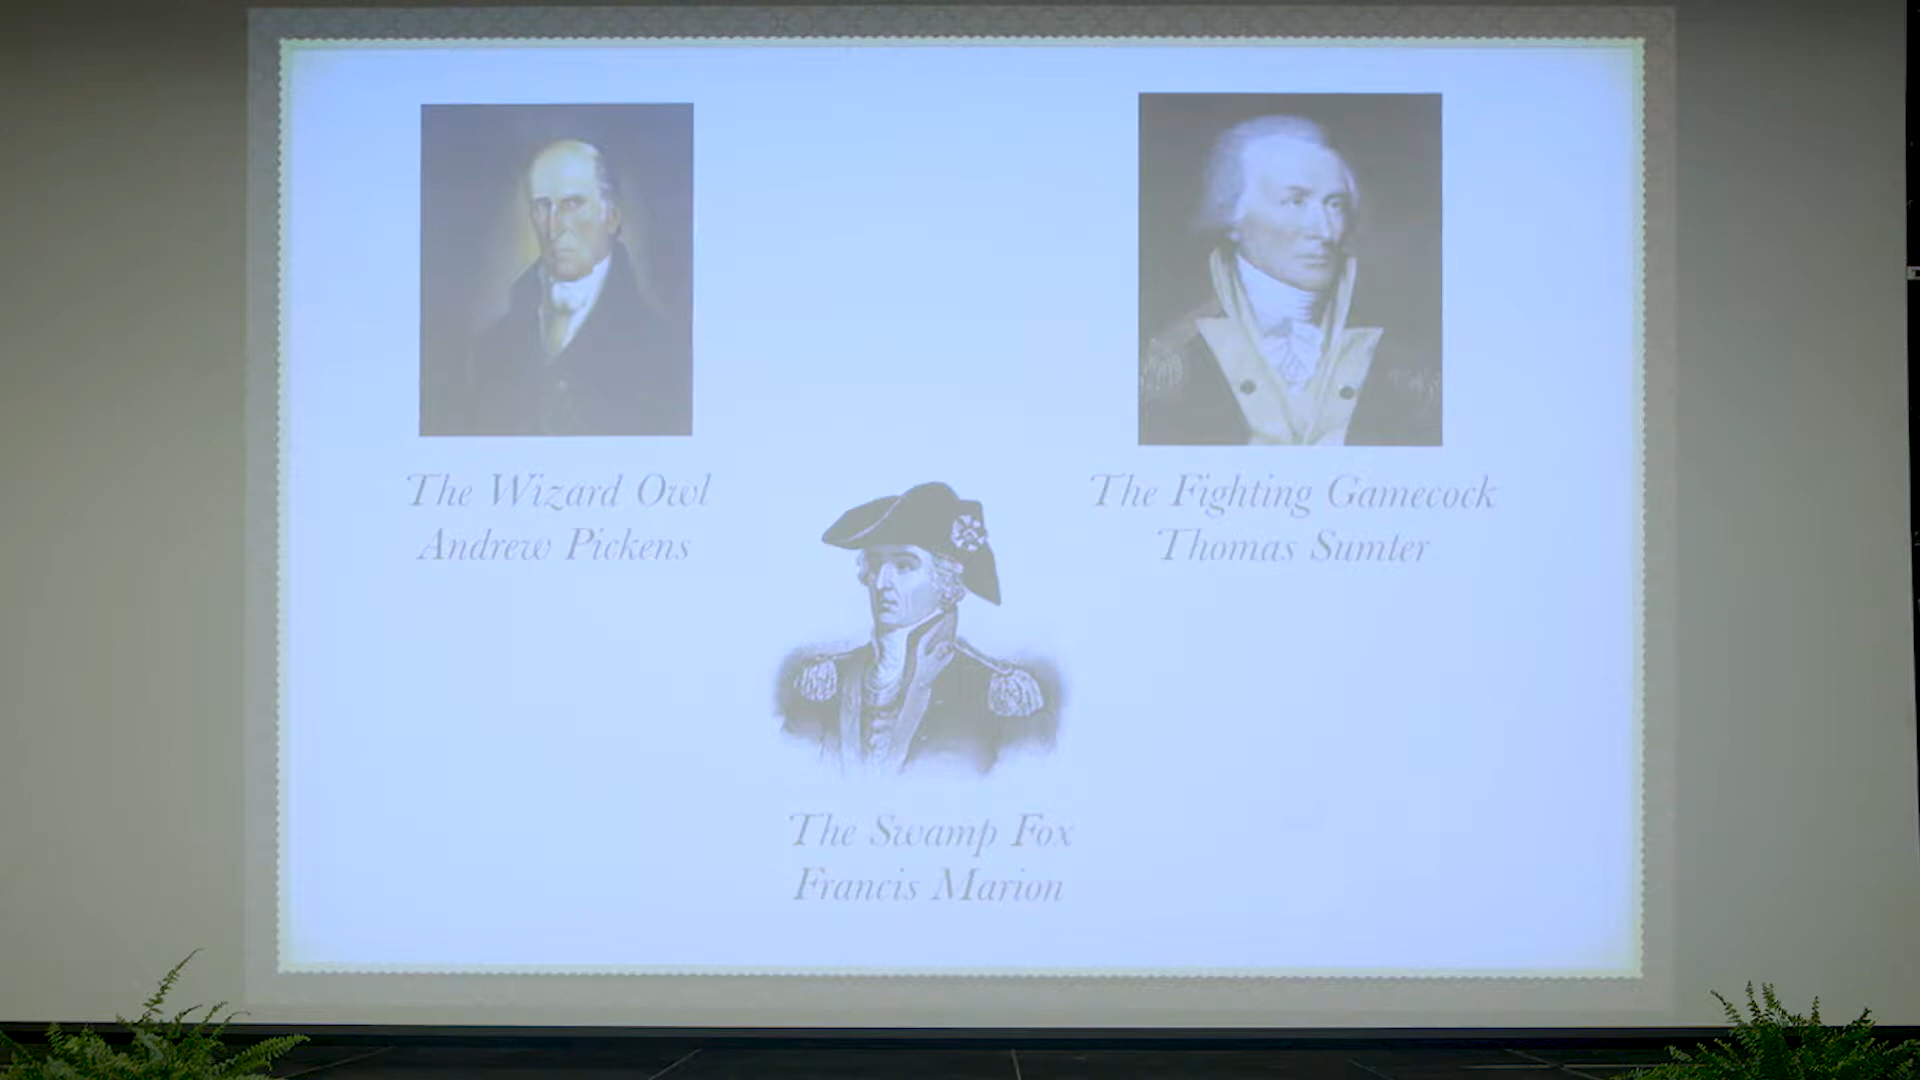 The Wizard Owl
Andrew Pickens
The Fighting Gamecock
Thomas Sumter
The Swamp Fox
Francis Marion